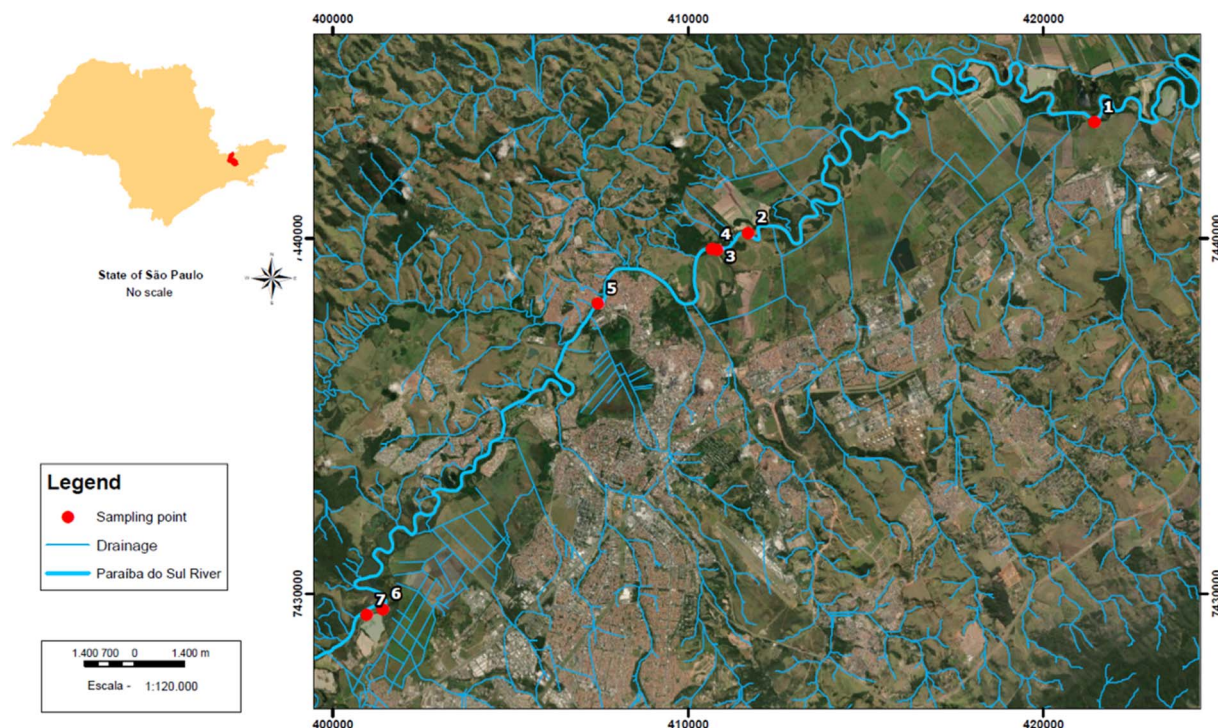 400000 410000 420000
1
2
4
3
5
6
7
7440000 7440000
7430000 7430000
400000 410000 420000
State of São Paulo
No scale
Legend
Sampling point
Drainage
Paraíba do Sul River
1.400 700 0 1.400 m
Escala - 1:120.000